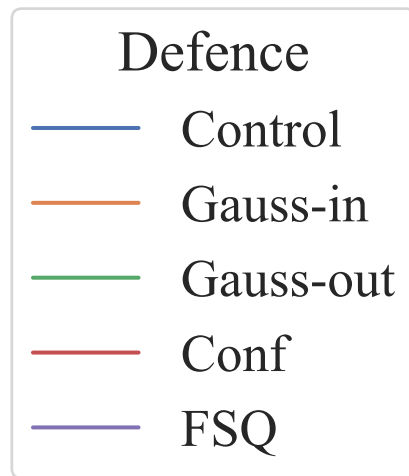 Defence
Control
Gauss-in
Gauss-out
Conf
FSQ